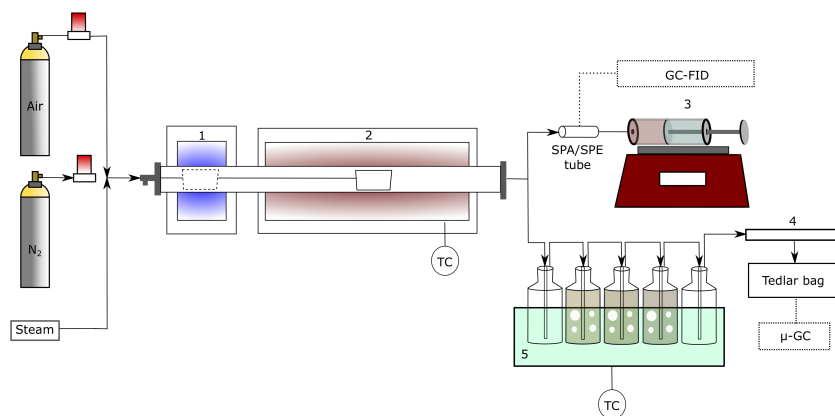 Air
N2
Steam
1
2
TC
GC-FID
3
SPA/SPE
tube
4
Tedlar bag
µ-GC
5
TC